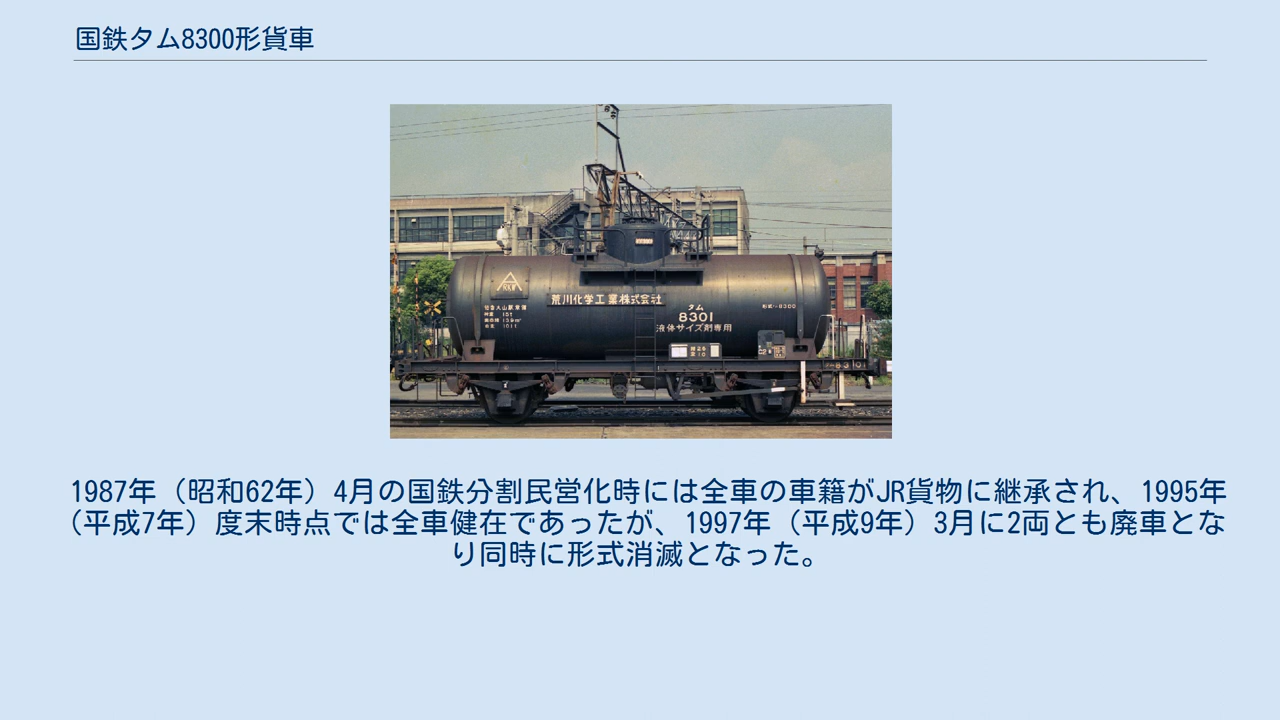 国鉄タム8300形貨車
荒川化学工業株式会社
タム
8301
液体サイズ剤専用
1987年（昭和62年）4月の国鉄分割民営化時には全車の車籍がJR貨物に継承され、1995年
（平成7年）度末時点では全車健在であったが、1997年（平成9年）3月に2両とも廃車とな
り同時に形式消滅となった。